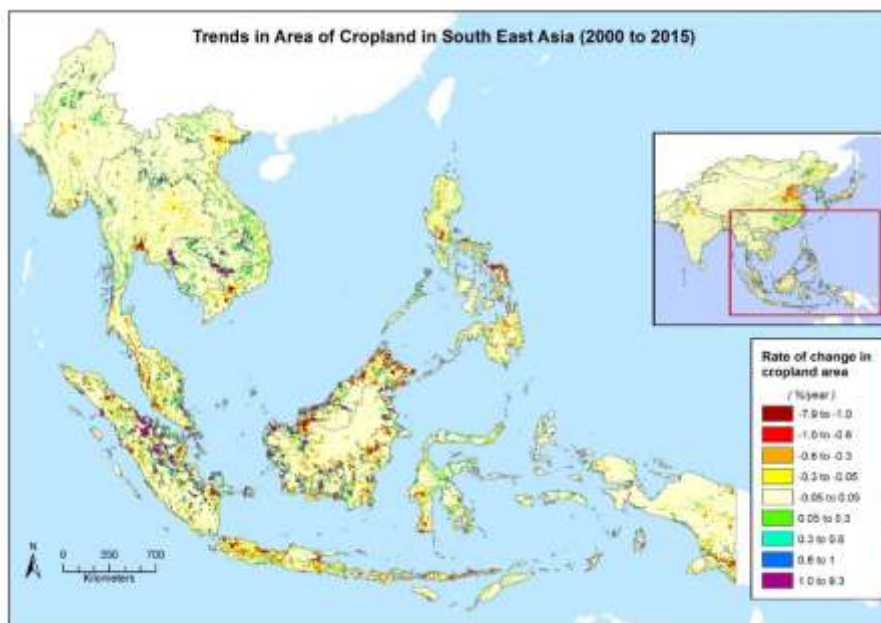 Trends in Area of Cropland in South East Asia (2000 to 2015)
Rate of change in
cropland area
( %/year )
-7.9 to -1.0
-1.0 to -0.6
-0.6 to -0.3
-0.3 to -0.05
-0.05 to 0.05
0.05 to 0.3
0.3 to 0.6
0.6 to 1
1.0 to 9.3
N
0 350 700
Kilometers